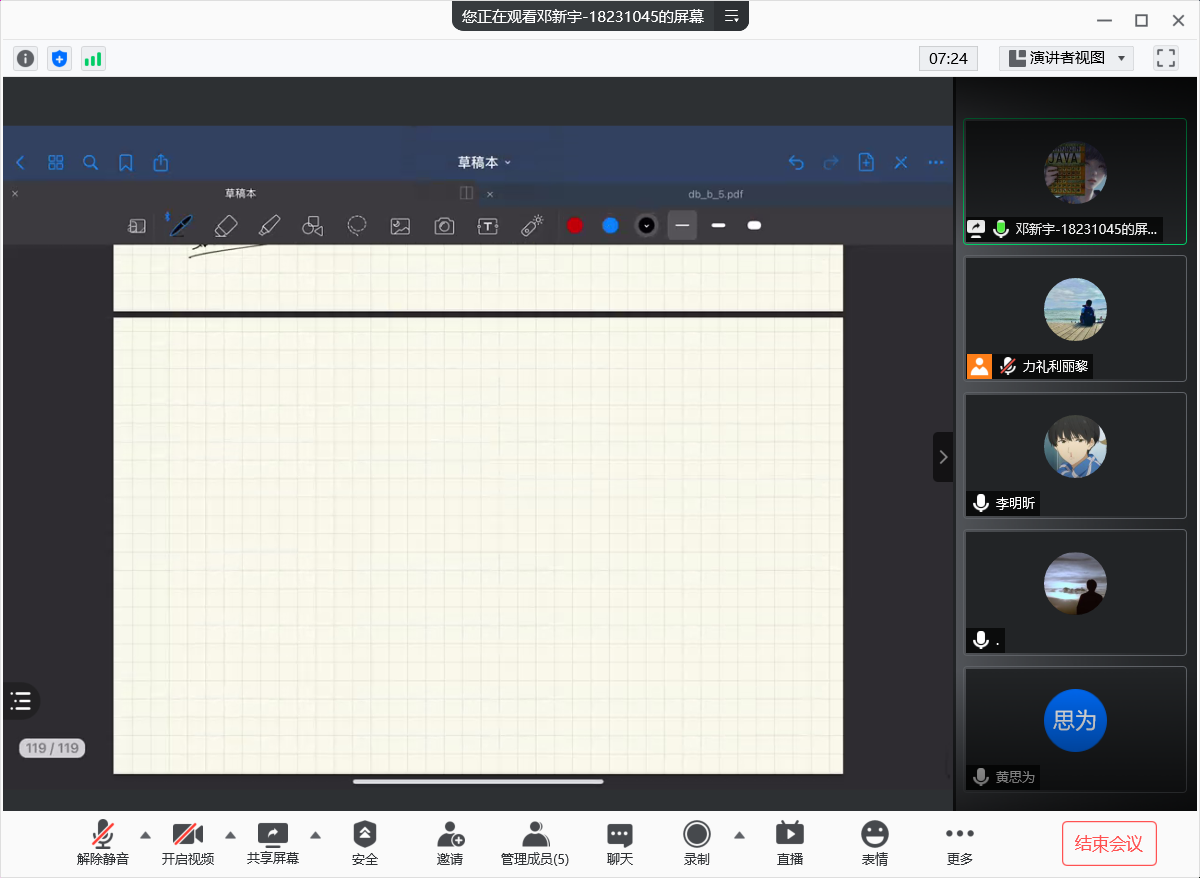 您正在观看邓新宇-18231045的屏幕
07:24
演讲者视图
草稿本
草稿本
db_b_5.pdf
T
JAVA
邓新宇-18231045的屏...
力礼利丽黎
李明昕
.
思为
黄思为
119 / 119
解除静音
开启视频
共享屏幕
安全
邀请
管理成员(5)
聊天
录制
直播
表情
更多
结束会议